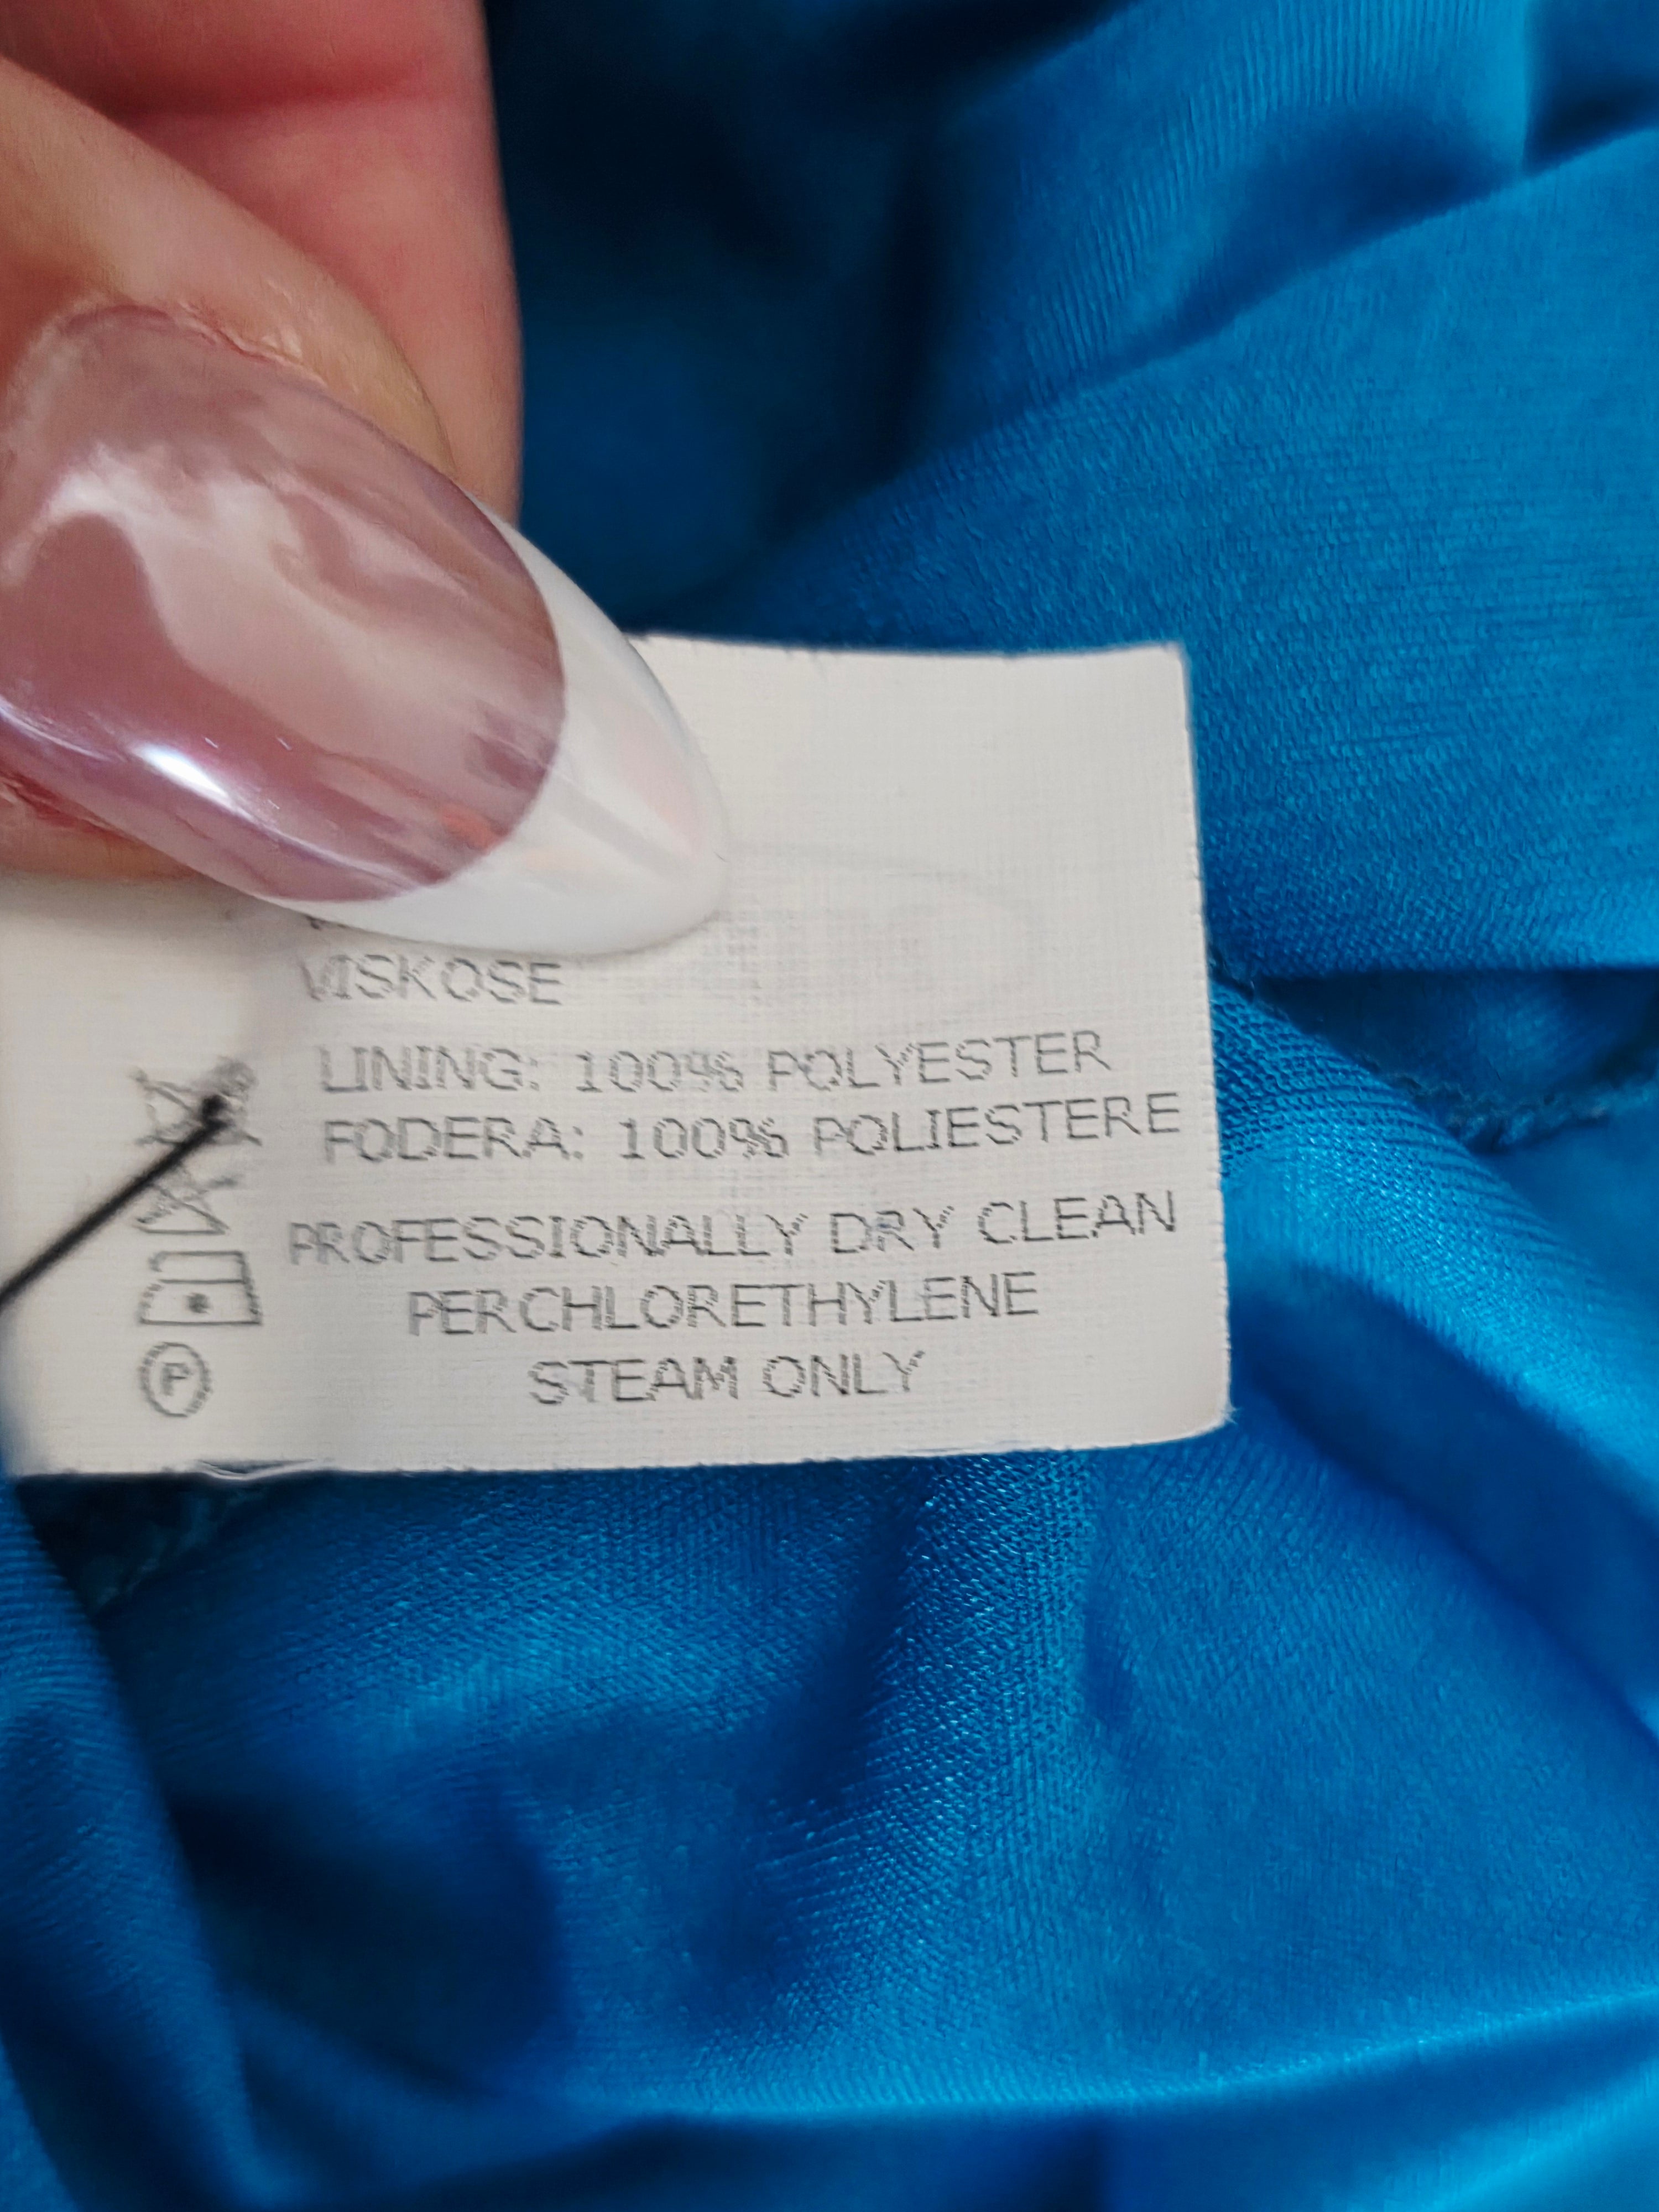 VISKOSE
LINING: 100% POLYESTER
FODERA: 100% POLIESTERE
PROFESSIONALLY DRY CLEAN
PERCHLORETHYLENE
STEAM ONLY
P